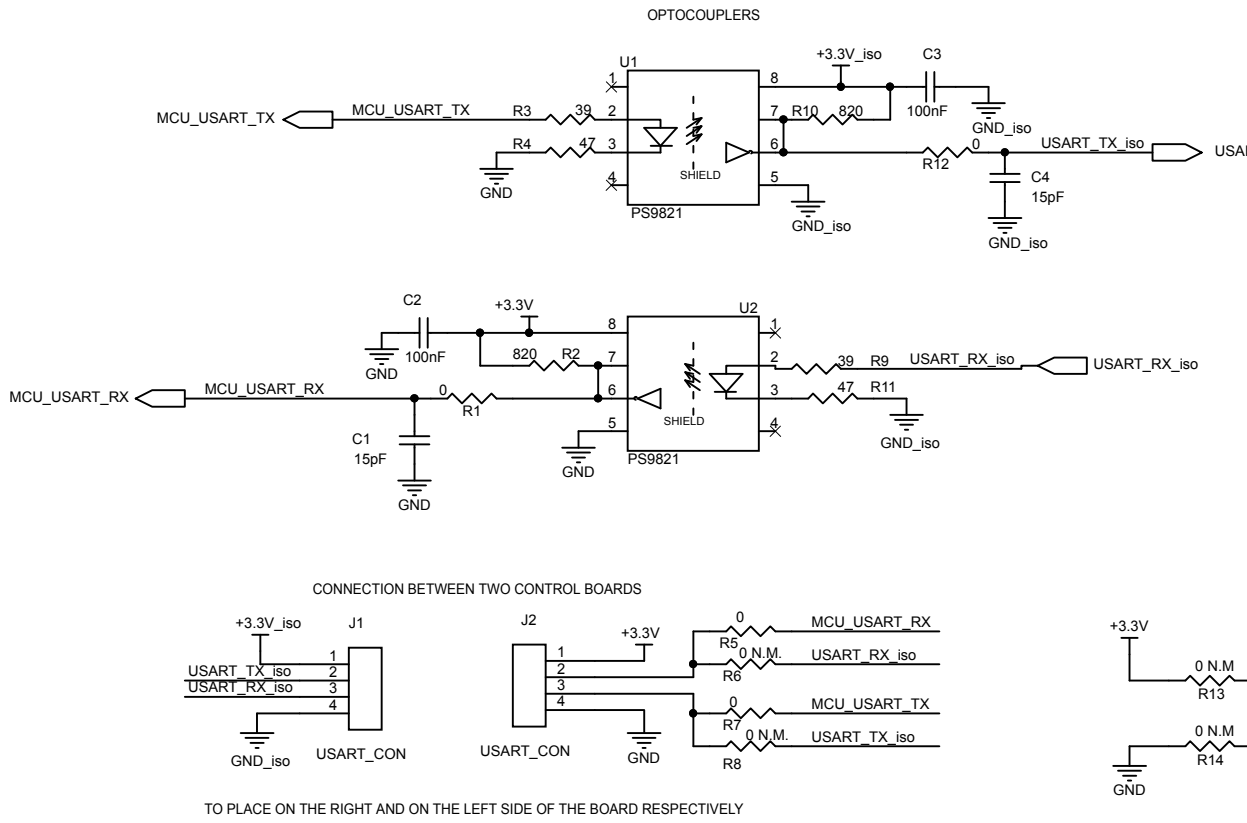 OPTOCOUPLERS
+3.3V_iso
C3
U1
1
8
100nF
GND_iso
MCU_USART_TX
MCU_USART_TX
R3
39
2
7
R10
820
R4
47
3
6
R12
0
USART_TX_iso
USAR
GND
4
SHIELD
5
C4
15pF
PS9821
GND_iso
GND_iso
C2
+3.3V
U2
8
1
100nF
GND
820
R2
7
2
39
R9
USART_RX_iso
USART_RX_iso
MCU_USART_RX
MCU_USART_RX
0
R1
6
3
47
R11
C1
15pF
5
SHIELD
4
GND_iso
GND
PS9821
GND
CONNECTION BETWEEN TWO CONTROL BOARDS
+3.3V_iso
J1
1
USART_TX_iso
2
USART_RX_iso
3
4
GND_iso
USART_CON
J2
+3.3V
1
2
3
4
USART_CON
GND
0
MCU_USART_RX
R5
0 N.M.
USART_RX_iso
R6
0
MCU_USART_TX
R7
0 N.M.
USART_TX_iso
R8
+3.3V
0 N.M
R13
0 N.M
R14
GND
TO PLACE ON THE RIGHT AND ON THE LEFT SIDE OF THE BOARD RESPECTIVELY